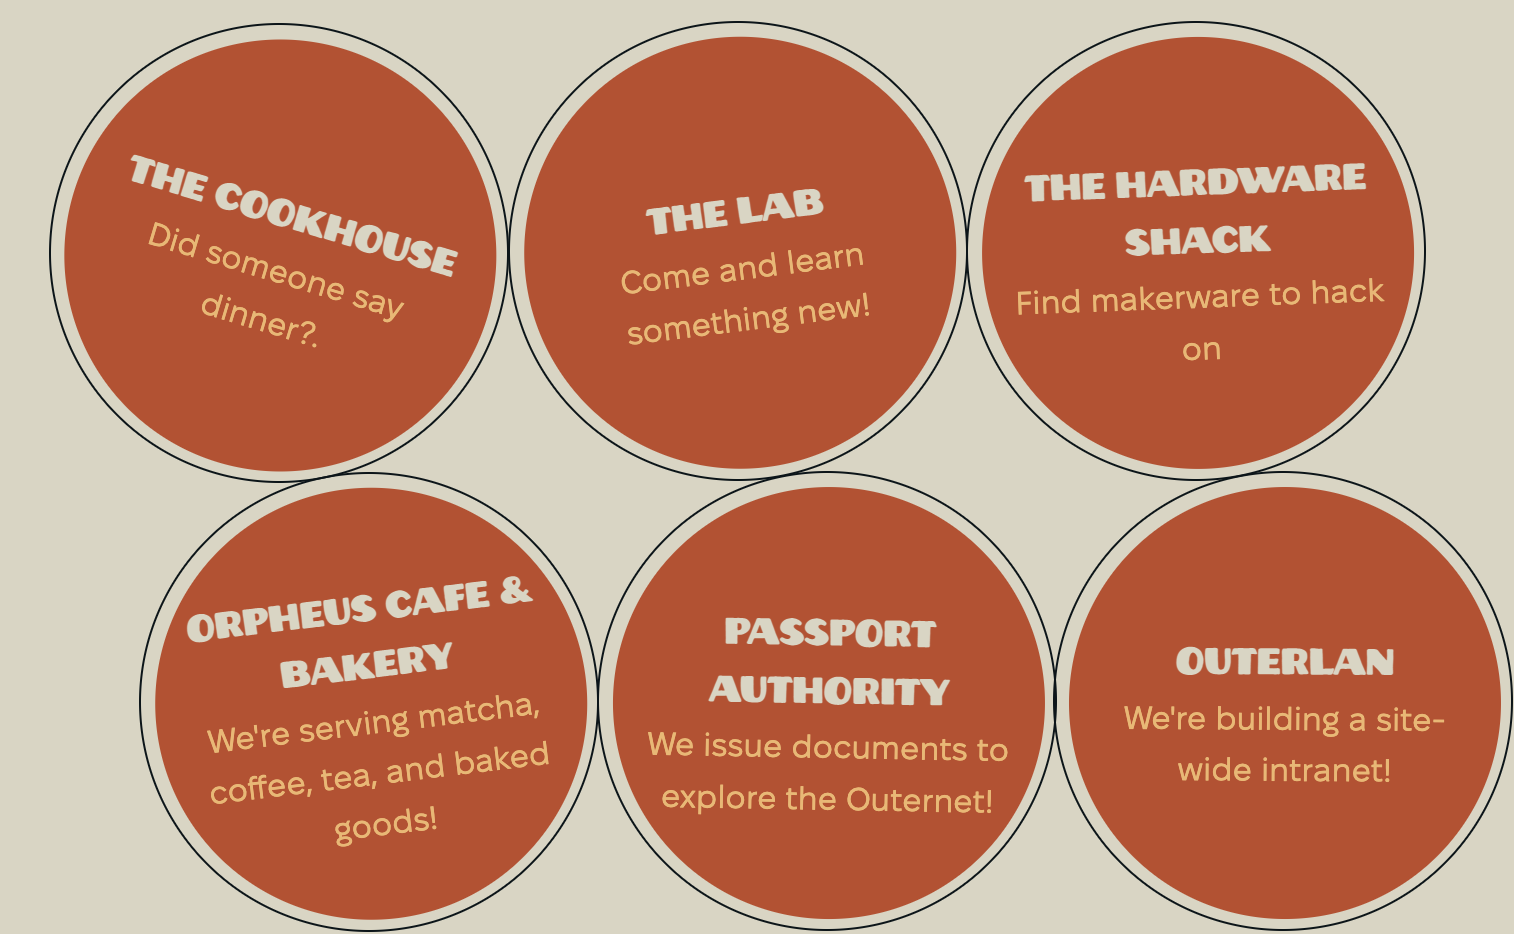 THE COOKHOUSE
Did someone say
dinner?.
THE LAB
Come and learn
something new!
THE HARDWARE
SHACK
Find makerware to hack
on
ORPHEUS CAFE &
BAKERY
We're serving matcha,
coffee, tea, and baked
goods!
PASSPORT
AUTHORITY
We issue documents to
explore the Outernet!
OUTERLAN
We're building a site-
wide intranet!